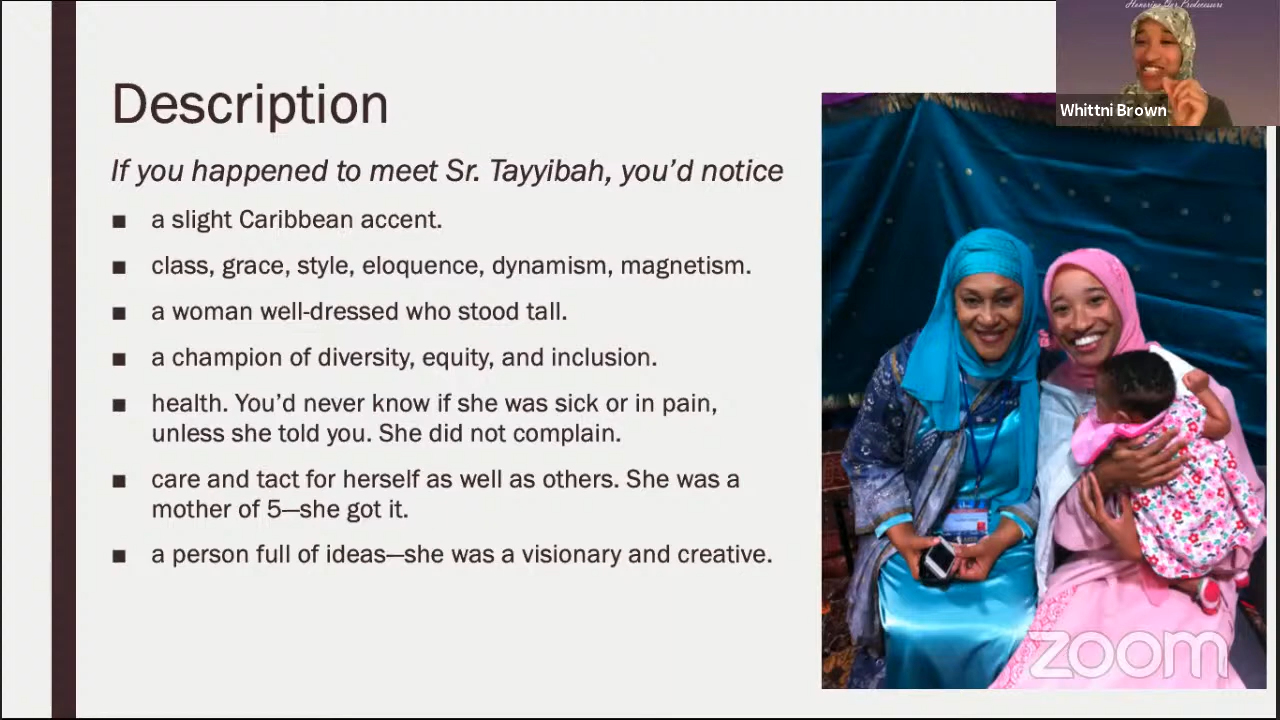 Honoring Our Predecessors
Whittni Brown
Description
If you happened to meet Sr. Tayyibah, you’d notice
■ a slight Caribbean accent.
■ class, grace, style, eloquence, dynamism, magnetism.
■ a woman well-dressed who stood tall.
■ a champion of diversity, equity, and inclusion.
■ health. You’d never know if she was sick or in pain,
unless she told you. She did not complain.
■ care and tact for herself as well as others. She was a
mother of 5—she got it.
■ a person full of ideas—she was a visionary and creative.
zoom